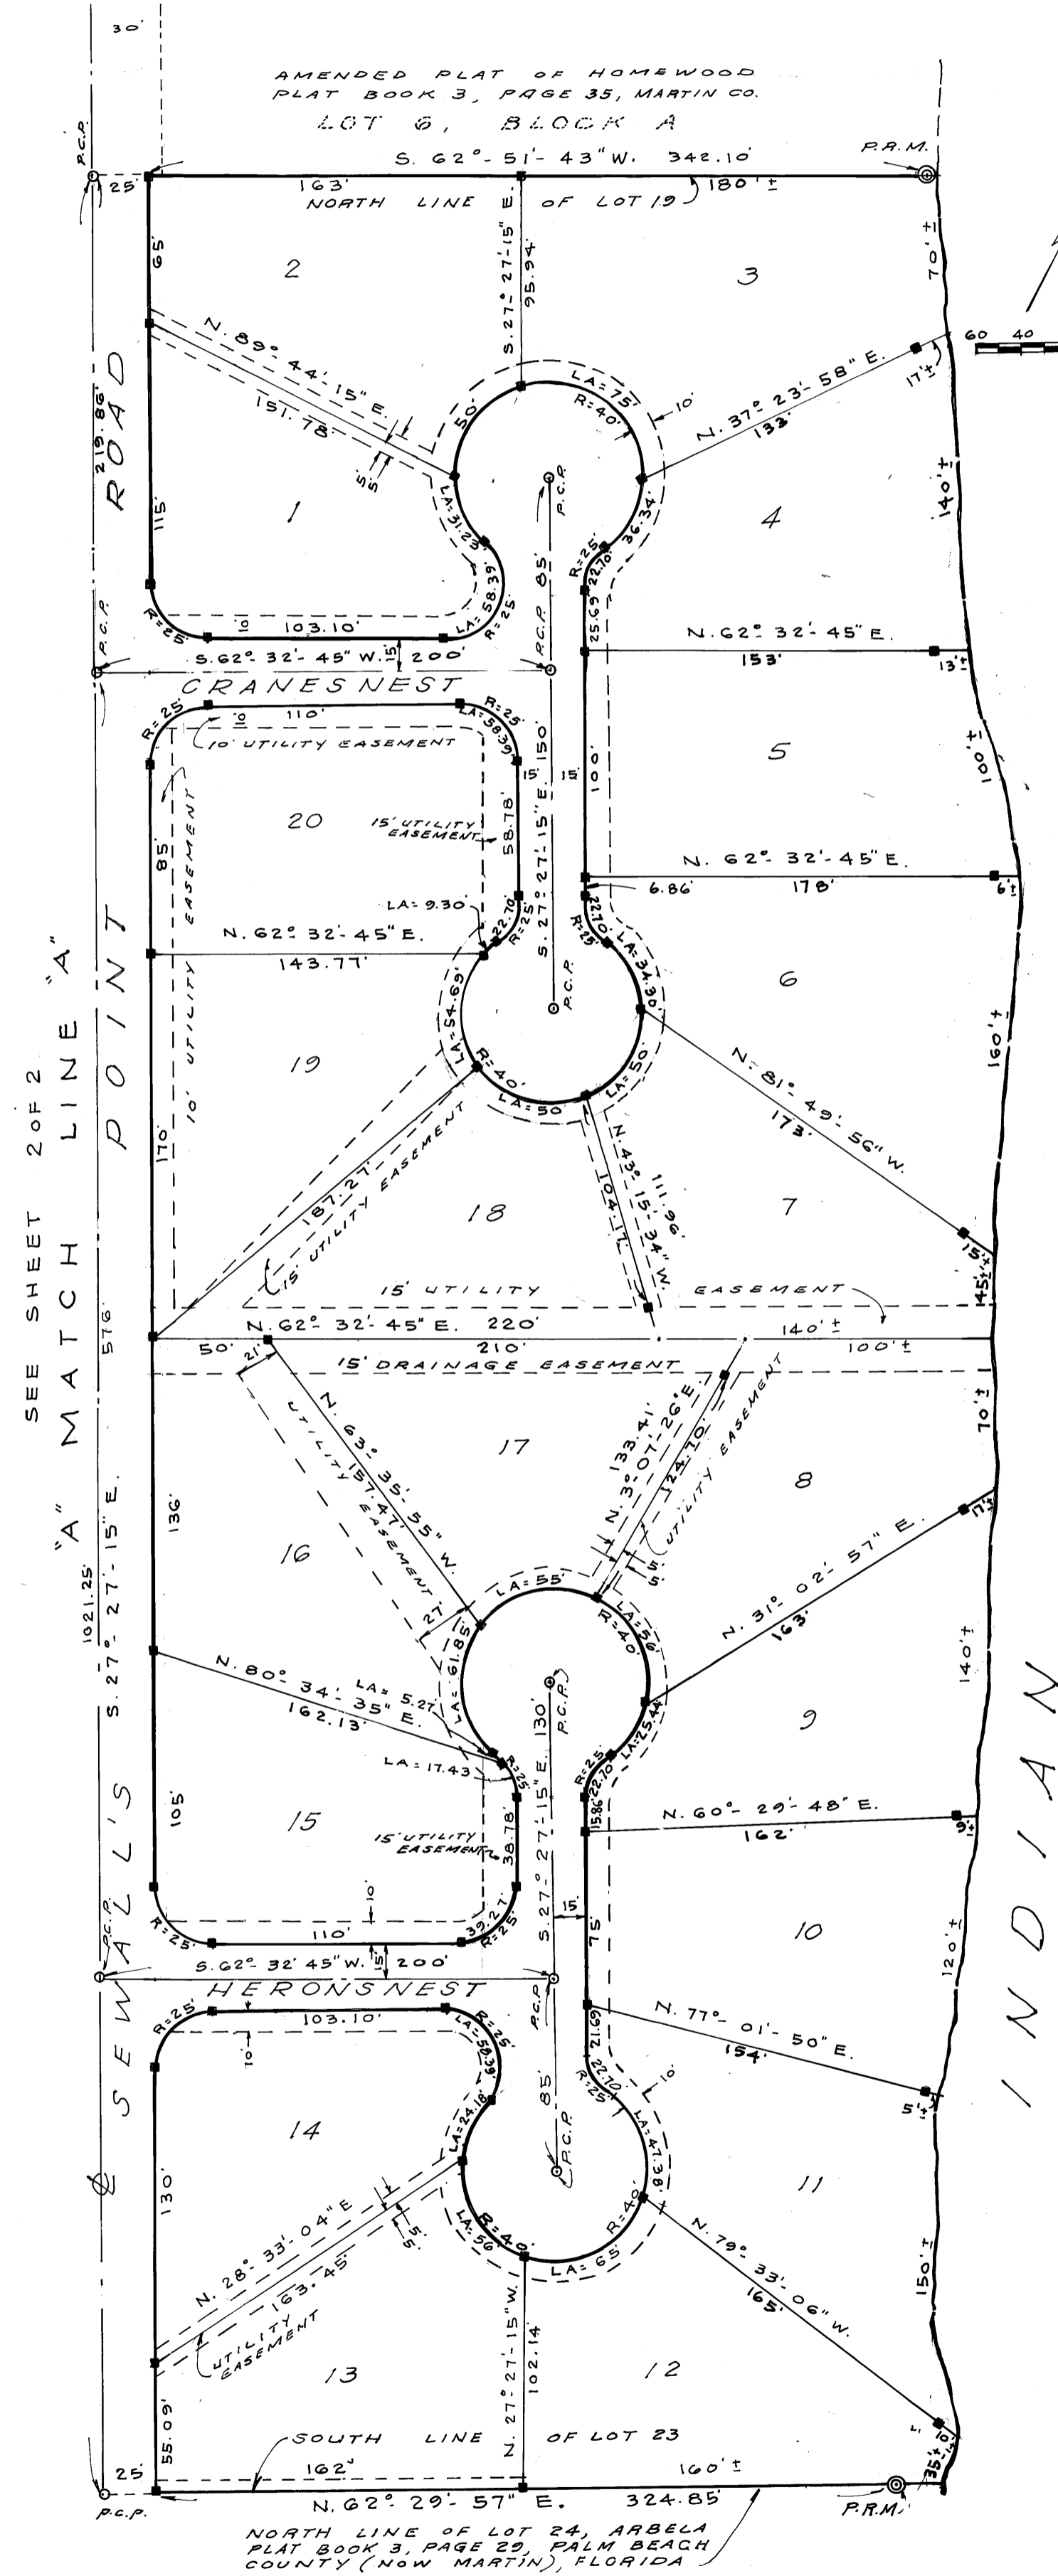 30'
AMENDED PLAT OF HOMEWOOD
PLAT BOOK 3, PAGE 35, MARTIN CO.
LOT 6, BLOCK A
P.C.P.
S. 62°-51'-43"W. 342.10'
P.R.M.
25'
163'
180'±
NORTH LINE OF LOT 19
65'
2
S. 27°-27'-15" E.
95.94'
3
70'±
N. 89°-44'-15" E.
151.78'
5'
5'
50'
LA=75'
R=40'
10'
N. 37°-23'-58" E.
133'
17'±
60 40
219.86'
ROAD
115'
1
LA=31.23'
P.C.P.
36.34'
4
140'±
LA=58.39'
R=25'
R=25'
22.70'
25.69'
R=25'
10'
103.10'
85'
P.C.P.
S.62°-32'-45" W.
15'
200'
P.C.P.
N. 62°-32'-45" E.
153'
13'±
CRANES NEST
R=25'
10'
110'
R=25'
LA=58.39'
10' UTILITY EASEMENT
150'
15'
15'
100'
5
100'±
20
15' UTILITY
EASEMENT
58.78'
85'
10' UTILITY EASEMENT
S. 27°-27'-15" E.
N. 62°-32'-45" E.
178'
6'±
6.86'
LA=9.30'
22.70'
R=25'
22.70'
R=25'
N. 62°-32'-45" E.
143.77'
LA=34.30'
P.C.P.
6
160'±
LA=54.69'
R=40'
LA=50'
LA=50'
19
N. 81°-49'-56" W.
173'
15'±
145'±
170'
187.27'
15' UTILITY EASEMENT
18
N. 43°-15'-34" W.
111.96'
104.17'
7
SEE SHEET 2 OF 2
"A" MATCH LINE "A"
POINT
576'
15' UTILITY EASEMENT
N. 62°-32'-45" E. 220'
140'±
50'
210'
100'±
21'
15' DRAINAGE EASEMENT
70'±
N. 63°-35'-55" W.
157.47'
UTILITY EASEMENT
17
133.41'
N. 3°-07'-26" E.
124.70'
UTILITY EASEMENT
5'
5'
8
1021.25'
S. 27°-27'-15" E.
136'
16
27'
LA=55'
R=40'
LA=56'
N. 31°-02'-57" E.
163'
17'±
140'±
LA=61.85'
N. 80°-34'-35" E.
162.13'
LA=5.27'
P.C.P.
LA=25.44'
9
LA=17.43'
R=25'
R=25'
22.70'
15.86'
130'
N. 60°-29'-48" E.
162'
9'±
105'
15
15' UTILITY
EASEMENT
38.78'
S. 27°-27'-15" E.
15'
75'
10
10'
39.27'
R=25'
R=25'
110'
P.C.P.
S.62°-32'-45" W.
15'
200'
120'±
HERONS NEST
P.C.P.
R=25'
103.10'
10'
R=25'
LA=58.39'
21.69'
22.70'
R=25'
10'
N. 77°-01'-50" E.
154'
5'±
SEWALL'S
85'
P.C.P.
14
LA=24.18'
LA=47.38'
11
130'
R=40'
LA=56'
R=40'
LA=65'
N. 28°-33'-04" E
163.45'
5'
5'
UTILITY
EASEMENT
N. 79°-33'-06" W.
165'
150'±
INDIAN
13
N. 27°-27'-15" W.
102.14'
12
10'±
35'±
55.09'
SOUTH LINE OF LOT 23
25'
162'
160'±
N. 62°-29'-57" E. 324.85'
P.C.P.
P.R.M.
NORTH LINE OF LOT 24, ARBELA
PLAT BOOK 3, PAGE 29, PALM BEACH
COUNTY (NOW MARTIN), FLORIDA